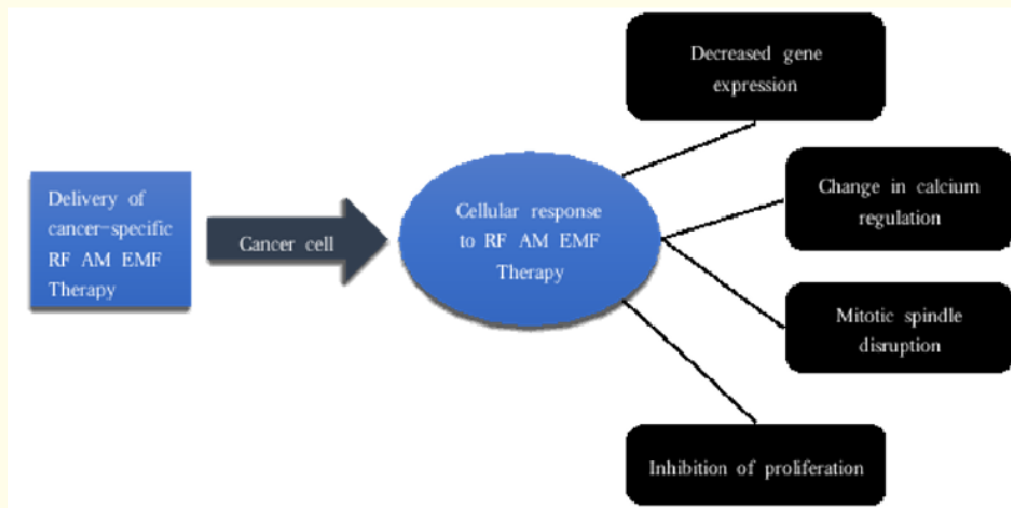 Delivery of
cancer-specific
RF AM EMF
Therapy
Cancer cell
Cellular response
to RF AM EMF
Therapy
Decreased gene
expression
Change in calcium
regulation
Mitotic spindle
disruption
Inhibition of proliferation